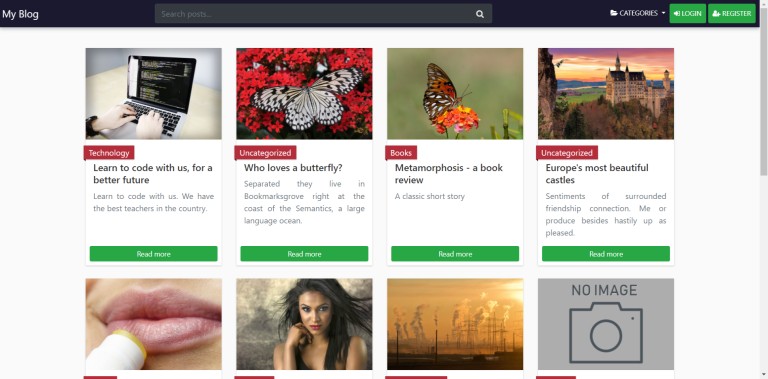 My Blog
Search posts...
CATEGORIES
LOGIN
REGISTER
Technology
Learn to code with us, for a
better future
Learn to code with us. We have
the best teachers in the country.
Read more
Uncategorized
Who loves a butterfly?
Separated they live in
Bookmarksgrove right at the
coast of the Semantics, a large
language ocean.
Read more
Books
Metamorphosis - a book
review
A classic short story
Read more
Uncategorized
Europe's most beautiful
castles
Sentiments of surrounded
friendship connection. Me or
produce besides hastily up as
pleased.
Read more
NO IMAGE